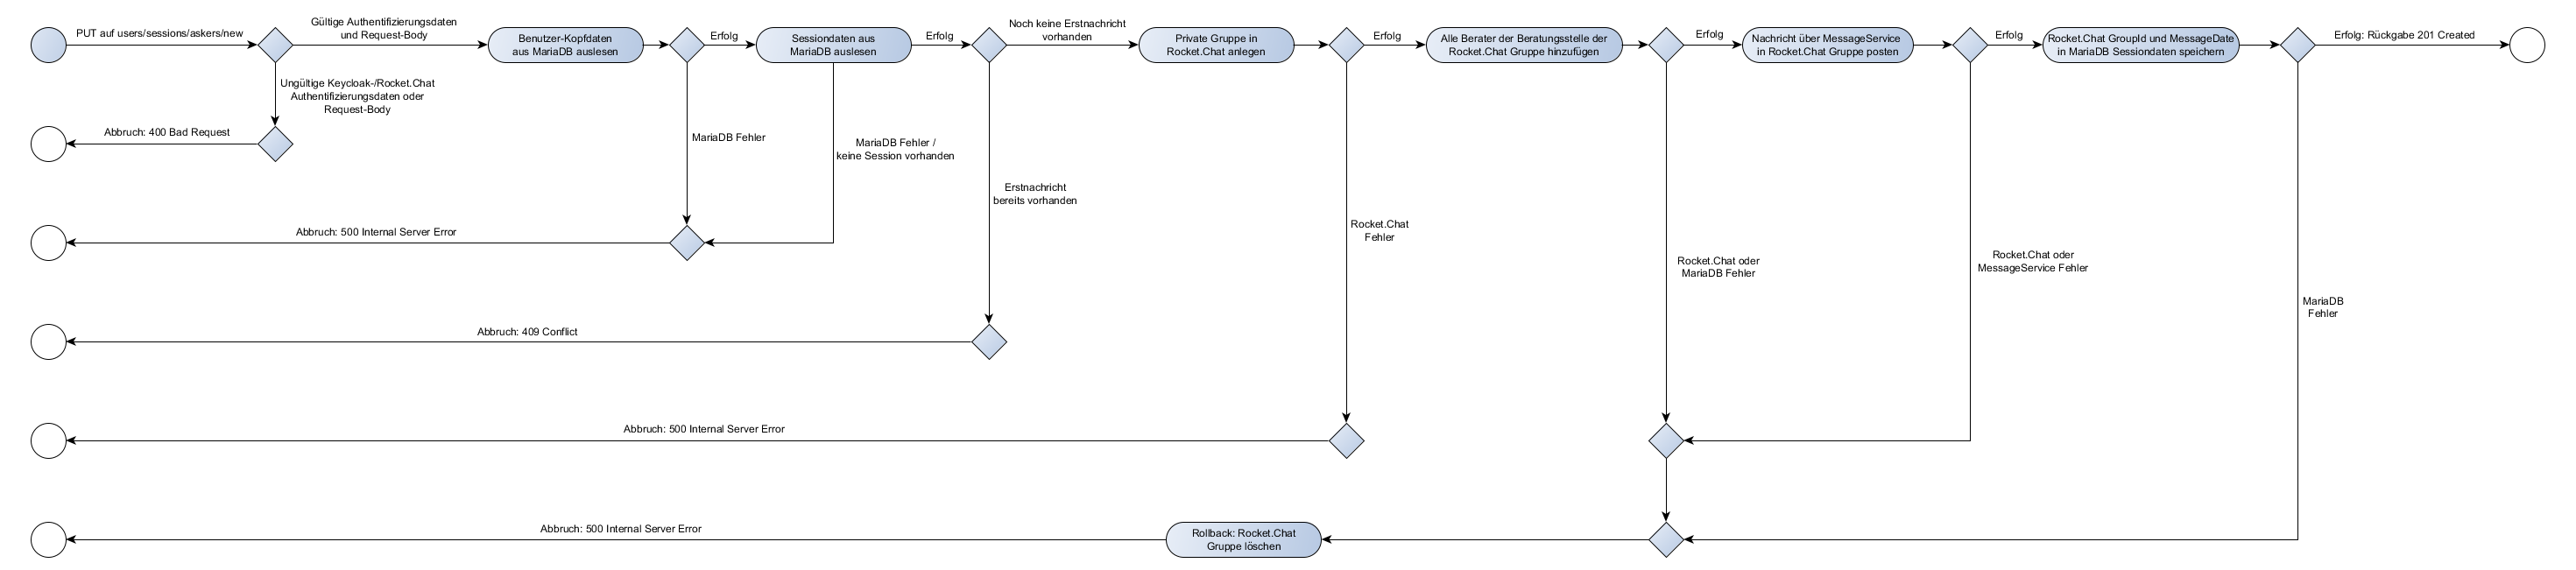 PUT auf users/sessions/askers/new
Gültige Authentifizierungsdaten
und Request-Body
Benutzer-Kopfdaten
aus MariaDB auslesen
Erfolg
Sessiondaten aus
MariaDB auslesen
Erfolg
Noch keine Erstnachricht
vorhanden
Private Gruppe in
Rocket.Chat anlegen
Erfolg
Alle Berater der Beratungsstelle der
Rocket.Chat Gruppe hinzufügen
Erfolg
Nachricht über MessageService
in Rocket.Chat Gruppe posten
Erfolg
Rocket.Chat GroupId und MessageDate
in MariaDB Sessiondaten speichern
Erfolg: Rückgabe 201 Created
Ungültige Keycloak-/Rocket.Chat
Authentifizierungsdaten oder
Request-Body
Abbruch: 400 Bad Request
MariaDB Fehler
MariaDB Fehler /
keine Session vorhanden
Erstnachricht
bereits vorhanden
Abbruch: 500 Internal Server Error
Rocket.Chat
Fehler
Rocket.Chat oder
MariaDB Fehler
Rocket.Chat oder
MessageService Fehler
MariaDB
Fehler
Abbruch: 409 Conflict
Abbruch: 500 Internal Server Error
Abbruch: 500 Internal Server Error
Rollback: Rocket.Chat
Gruppe löschen